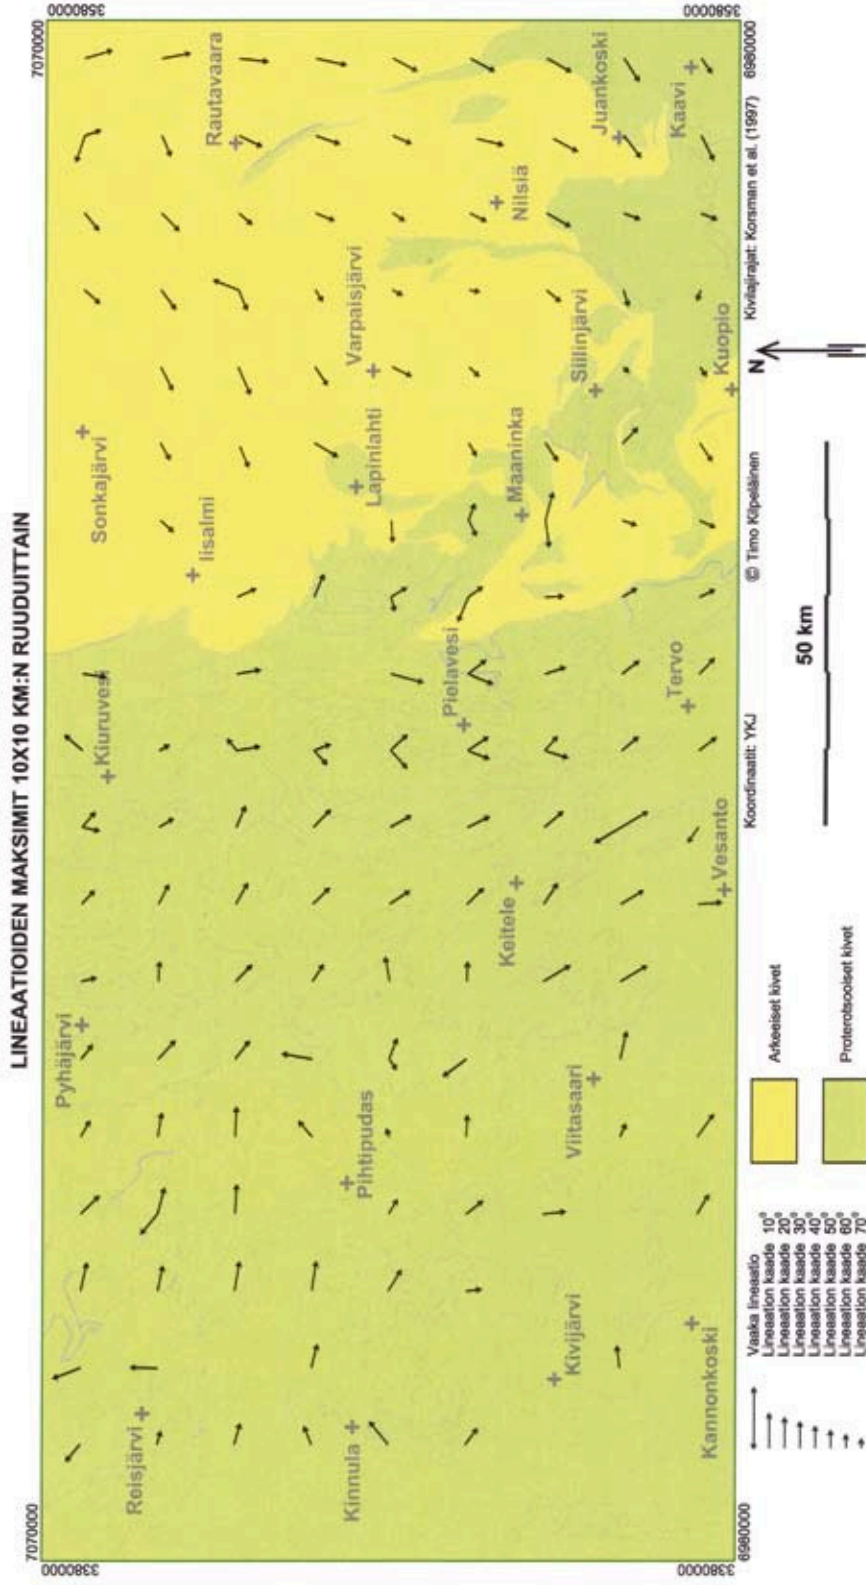 LINEAATIOIDEN MAKSIMIT 10X10 KM:N RUUDUITTAIN
7070000
7070000
3380000
3580000
Reisjärvi
Pyhäjärvi
Kiuruvesi
Sonkajärvi
Iisalmi
Rautavaara
Kinnula
Pihtipudas
Lapinlahti
Varpaisjärvi
Pielavesi
Keitele
Maaninka
Nilsiä
Kivijärvi
Viitasaari
Siilinjärvi
Juankoski
Kannonkoski
Vesanto
Tervo
Kuopio
Kaavi
3380000
3580000
6980000
Koordinaatit: YKJ
© Timo Kilpeläinen
Kivilajirajat: Korsman et al. (1997)
6980000
Vaaka lineaatio
Lineaation kaade 10°
Lineaation kaade 20°
Lineaation kaade 30°
Lineaation kaade 40°
Lineaation kaade 50°
Lineaation kaade 60°
Lineaation kaade 70°
Arkeeiset kivet
Proterotsooiset kivet
50 km
N